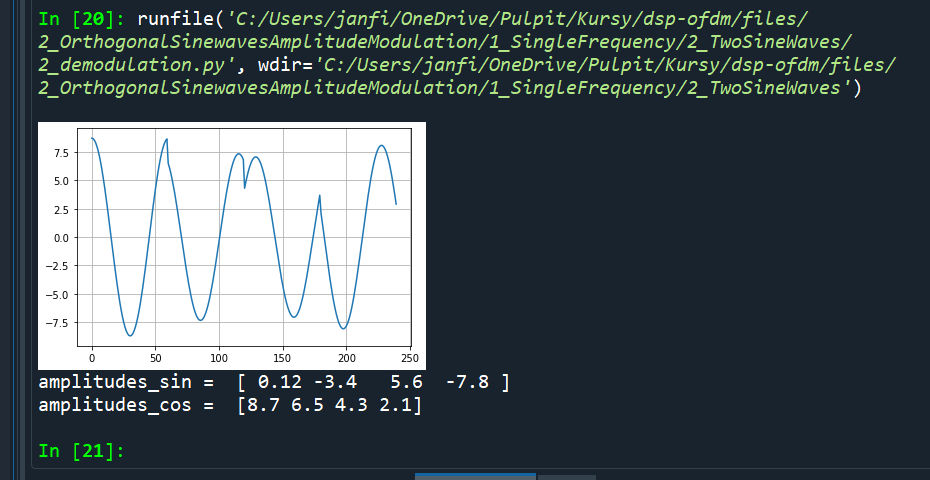 In [20]: runfile('C:/Users/janfi/OneDrive/Pulpit/Kursy/dsp-ofdm/files/
2_OrthogonalSinewavesAmplitudeModulation/1_SingleFrequency/2_TwoSineWaves/
2_demodulation.py', wdir='C:/Users/janfi/OneDrive/Pulpit/Kursy/dsp-ofdm/files/
2_OrthogonalSinewavesAmplitudeModulation/1_SingleFrequency/2_TwoSineWaves')
7.5
5.0
2.5
0.0
−2.5
−5.0
−7.5
0 50 100 150 200 250
amplitudes_sin =  [ 0.12 -3.4   5.6  -7.8 ]
amplitudes_cos =  [8.7 6.5 4.3 2.1]
In [21]: